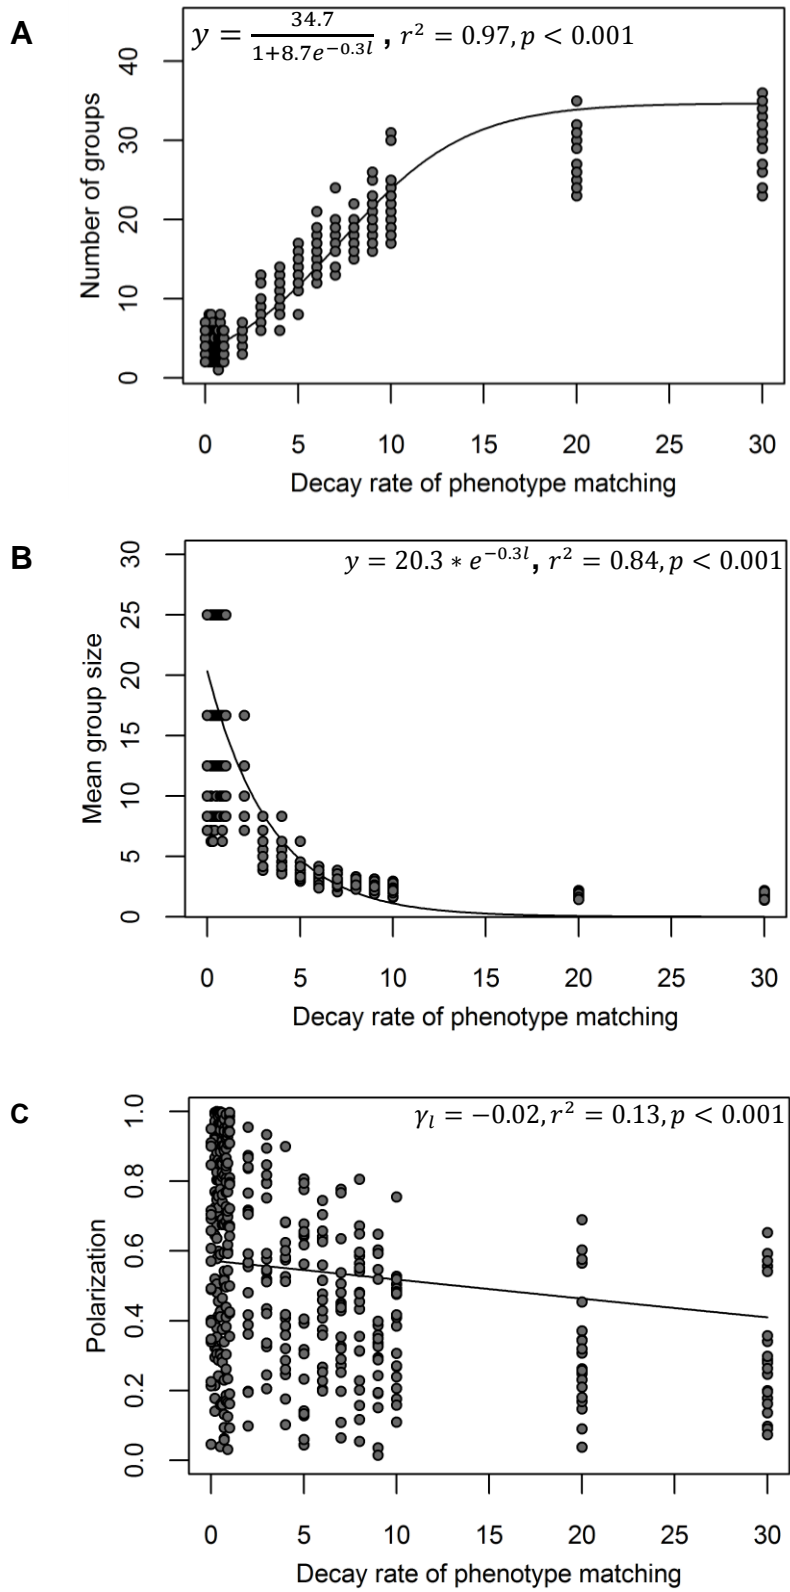 A
y = 34.7 / 1+8.7e^{−0.3l} , r² = 0.97, p < 0.001
Number of groups
40
30
20
10
0
0 5 10 15 20 25 30
Decay rate of phenotype matching
B
y = 20.3 ∗ e^{−0.3l}, r² = 0.84, p < 0.001
Mean group size
30
25
20
15
10
5
0
0 5 10 15 20 25 30
Decay rate of phenotype matching
C
γ_l = −0.02, r² = 0.13, p < 0.001
Polarization
1.0
0.8
0.6
0.4
0.2
0.0
0 5 10 15 20 25 30
Decay rate of phenotype matching